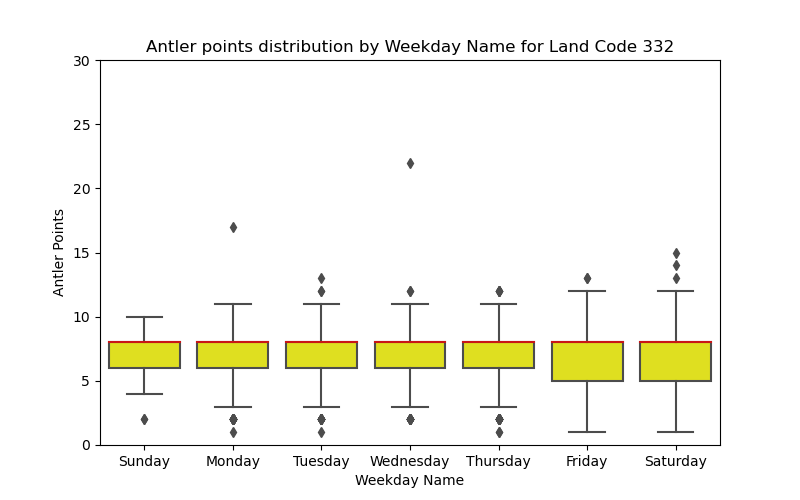 Antler points distribution by Weekday Name for Land Code 332
30
25
20
15
10
5
0
Antler Points
Sunday Monday Tuesday Wednesday Thursday Friday Saturday
Weekday Name